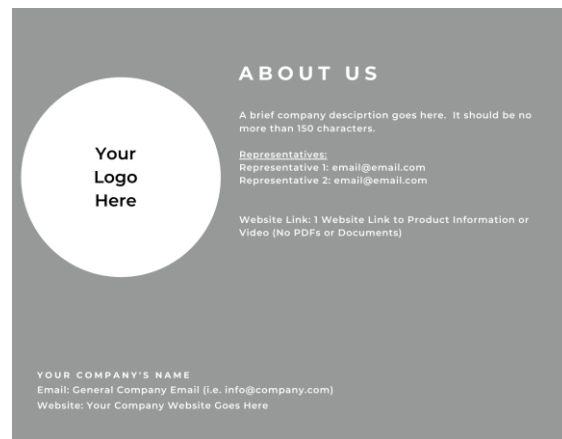 ABOUT US
A brief company desciprtion goes here. It should be no
more than 150 characters.
Representatives:
Representative 1: email@email.com
Representative 2: email@email.com
Website Link: 1 Website Link to Product Information or
Video (No PDFs or Documents)
Your
Logo
Here
YOUR COMPANY'S NAME
Email: General Company Email (i.e. info@company.com)
Website: Your Company Website Goes Here